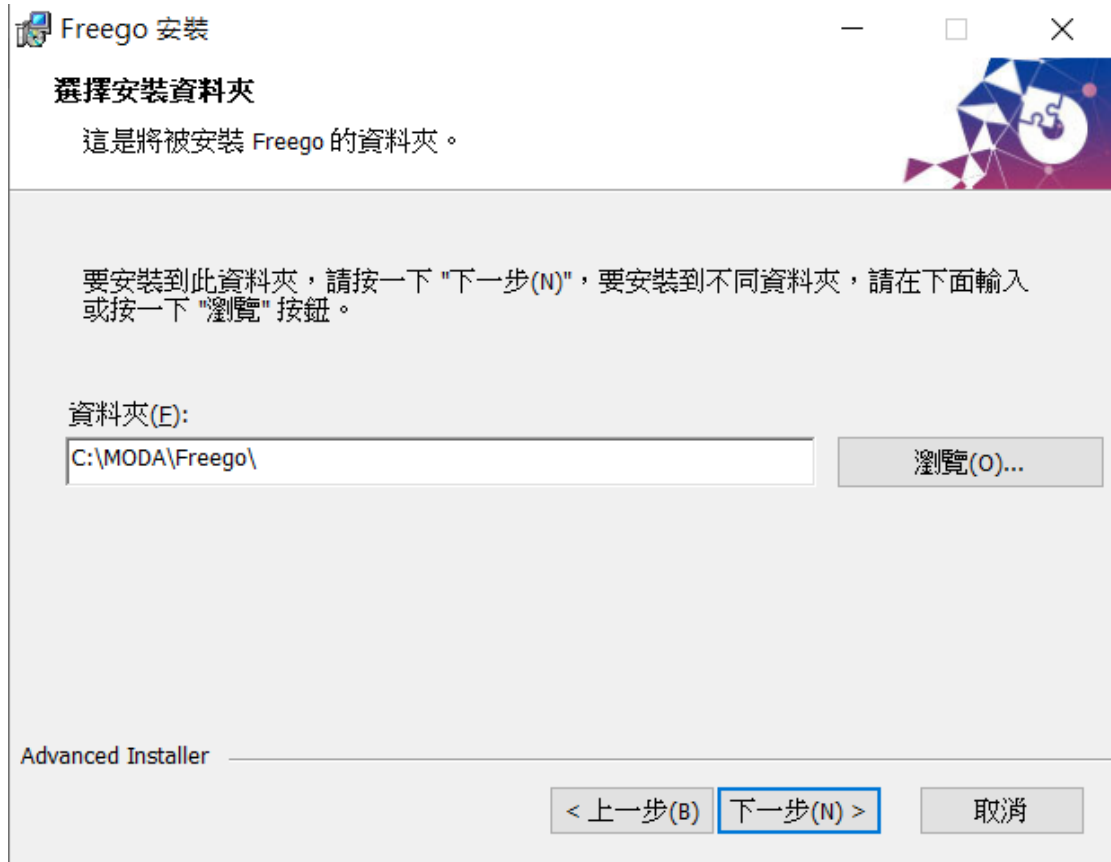 Freego 安裝
選擇安裝資料夾
這是將被安裝 Freego 的資料夾。
要安裝到此資料夾，請按一下 "下一步(N)"，要安裝到不同資料夾，請在下面輸入
或按一下 "瀏覽" 按鈕。
資料夾(F):
C:\MODA\Freego\
瀏覽(O)...
Advanced Installer
< 上一步(B)
下一步(N) >
取消